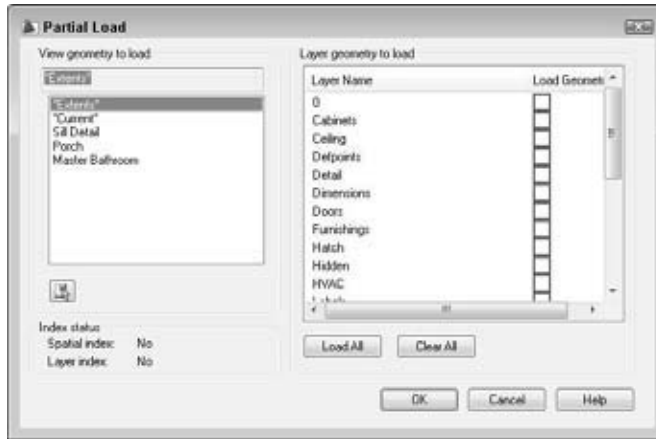 Partial Load
View geometry to load
"Extents"
"Extents"
"Current"
Sill Detail
Porch
Master Bathroom
Index status
Spatial index: No
Layer index: No
Layer geometry to load
Layer Name Load Geometr
0
Cabinets
Ceiling
Defpoints
Detail
Dimensions
Doors
Furnishings
Hatch
Hidden
HVAC
Load All Clear All
OK Cancel Help